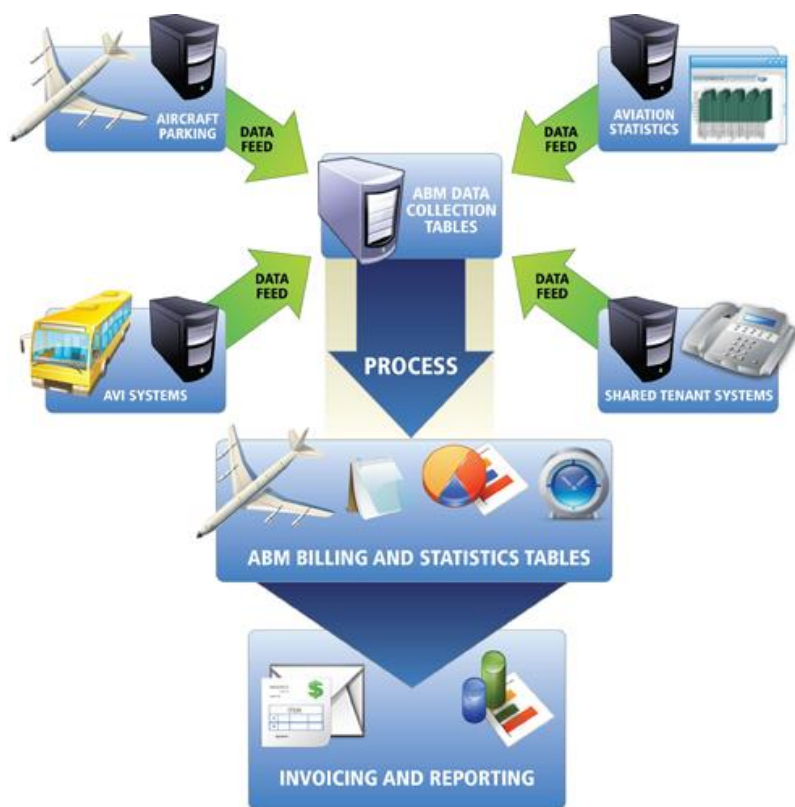 AIRCRAFT
PARKING
DATA
FEED
AVIATION
STATISTICS
DATA
FEED
ABM DATA
COLLECTION
TABLES
AVI SYSTEMS
DATA
FEED
SHARED TENANT SYSTEMS
DATA
FEED
PROCESS
ABM BILLING AND STATISTICS TABLES
$
ITEM
INVOICING AND REPORTING